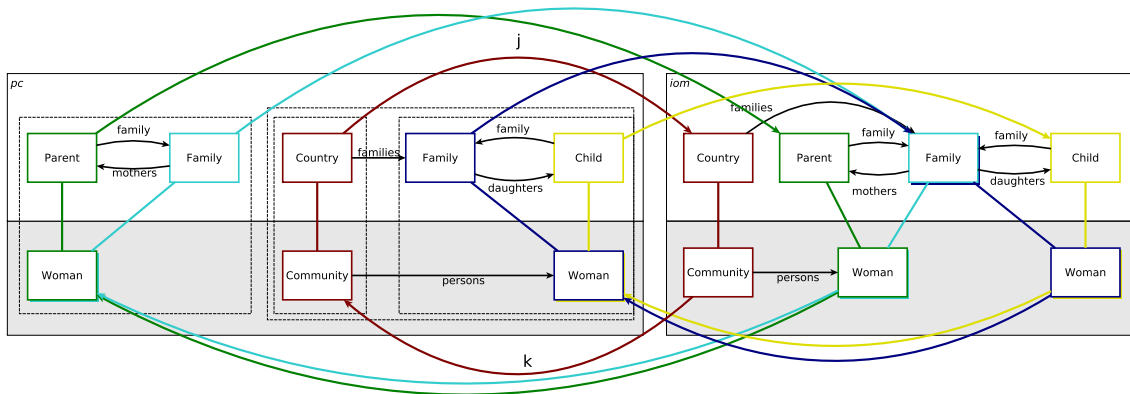 j
pc
iom
families
family
family
family
family
Parent
Family
Country
families
Family
Child
Country
Parent
Family
Child
mothers
daughters
mothers
daughters
Woman
Community
persons
Woman
Community
persons
Woman
Woman
k